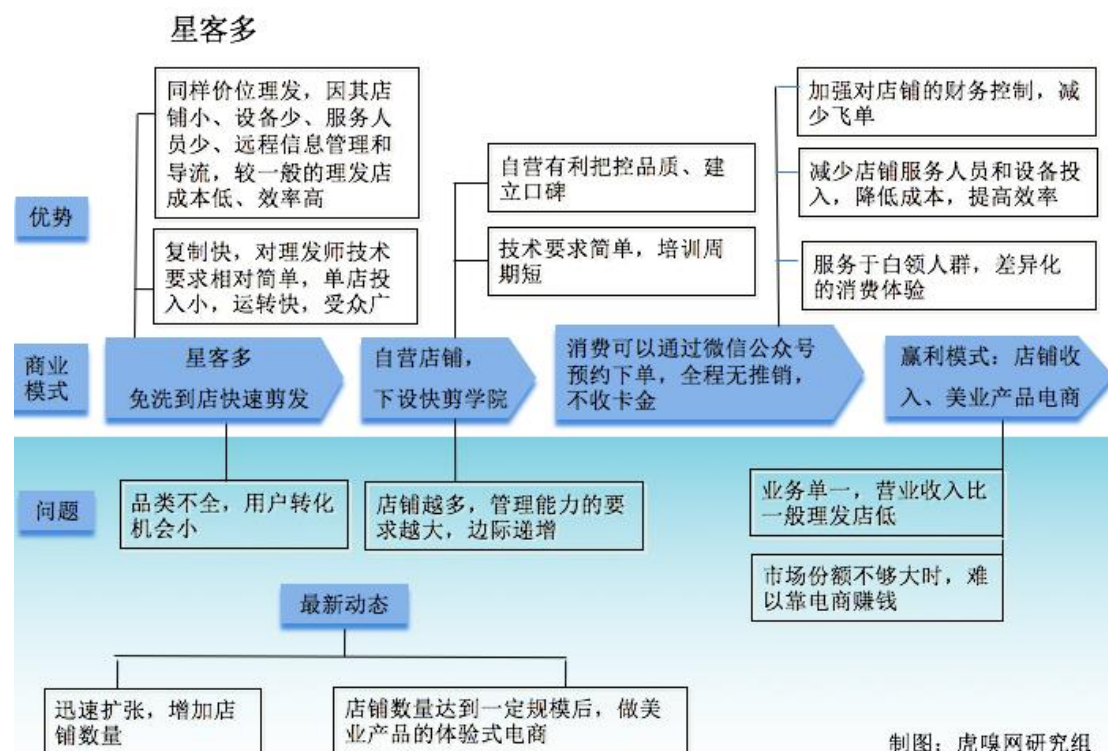 星客多
同样价位理发，因其店
铺小、设备少、服务人
员少、远程信息管理和
导流，较一般的理发店
成本低、效率高
复制快，对理发师技术
要求相对简单，单店投
入小，运转快，受众广
自营有利把控品质、建
立口碑
技术要求简单，培训周
期短
加强对店铺的财务控制，减
少飞单
减少店铺服务人员和设备投
入，降低成本，提高效率
服务于白领人群，差异化
的消费体验
优势
商业
模式
星客多
免洗到店快速剪发
自营店铺，
下设快剪学院
消费可以通过微信公众号
预约下单，全程无推销，
不收卡金
赢利模式：店铺收
入、美业产品电商
问题
品类不全，用户转化
机会小
店铺越多，管理能力的要
求越大，边际递增
业务单一，营业收入比
一般理发店低
市场份额不够大时，难
以靠电商赚钱
最新动态
迅速扩张，增加店
铺数量
店铺数量达到一定规模后，做美
业产品的体验式电商
制图：虎嗅网研究组